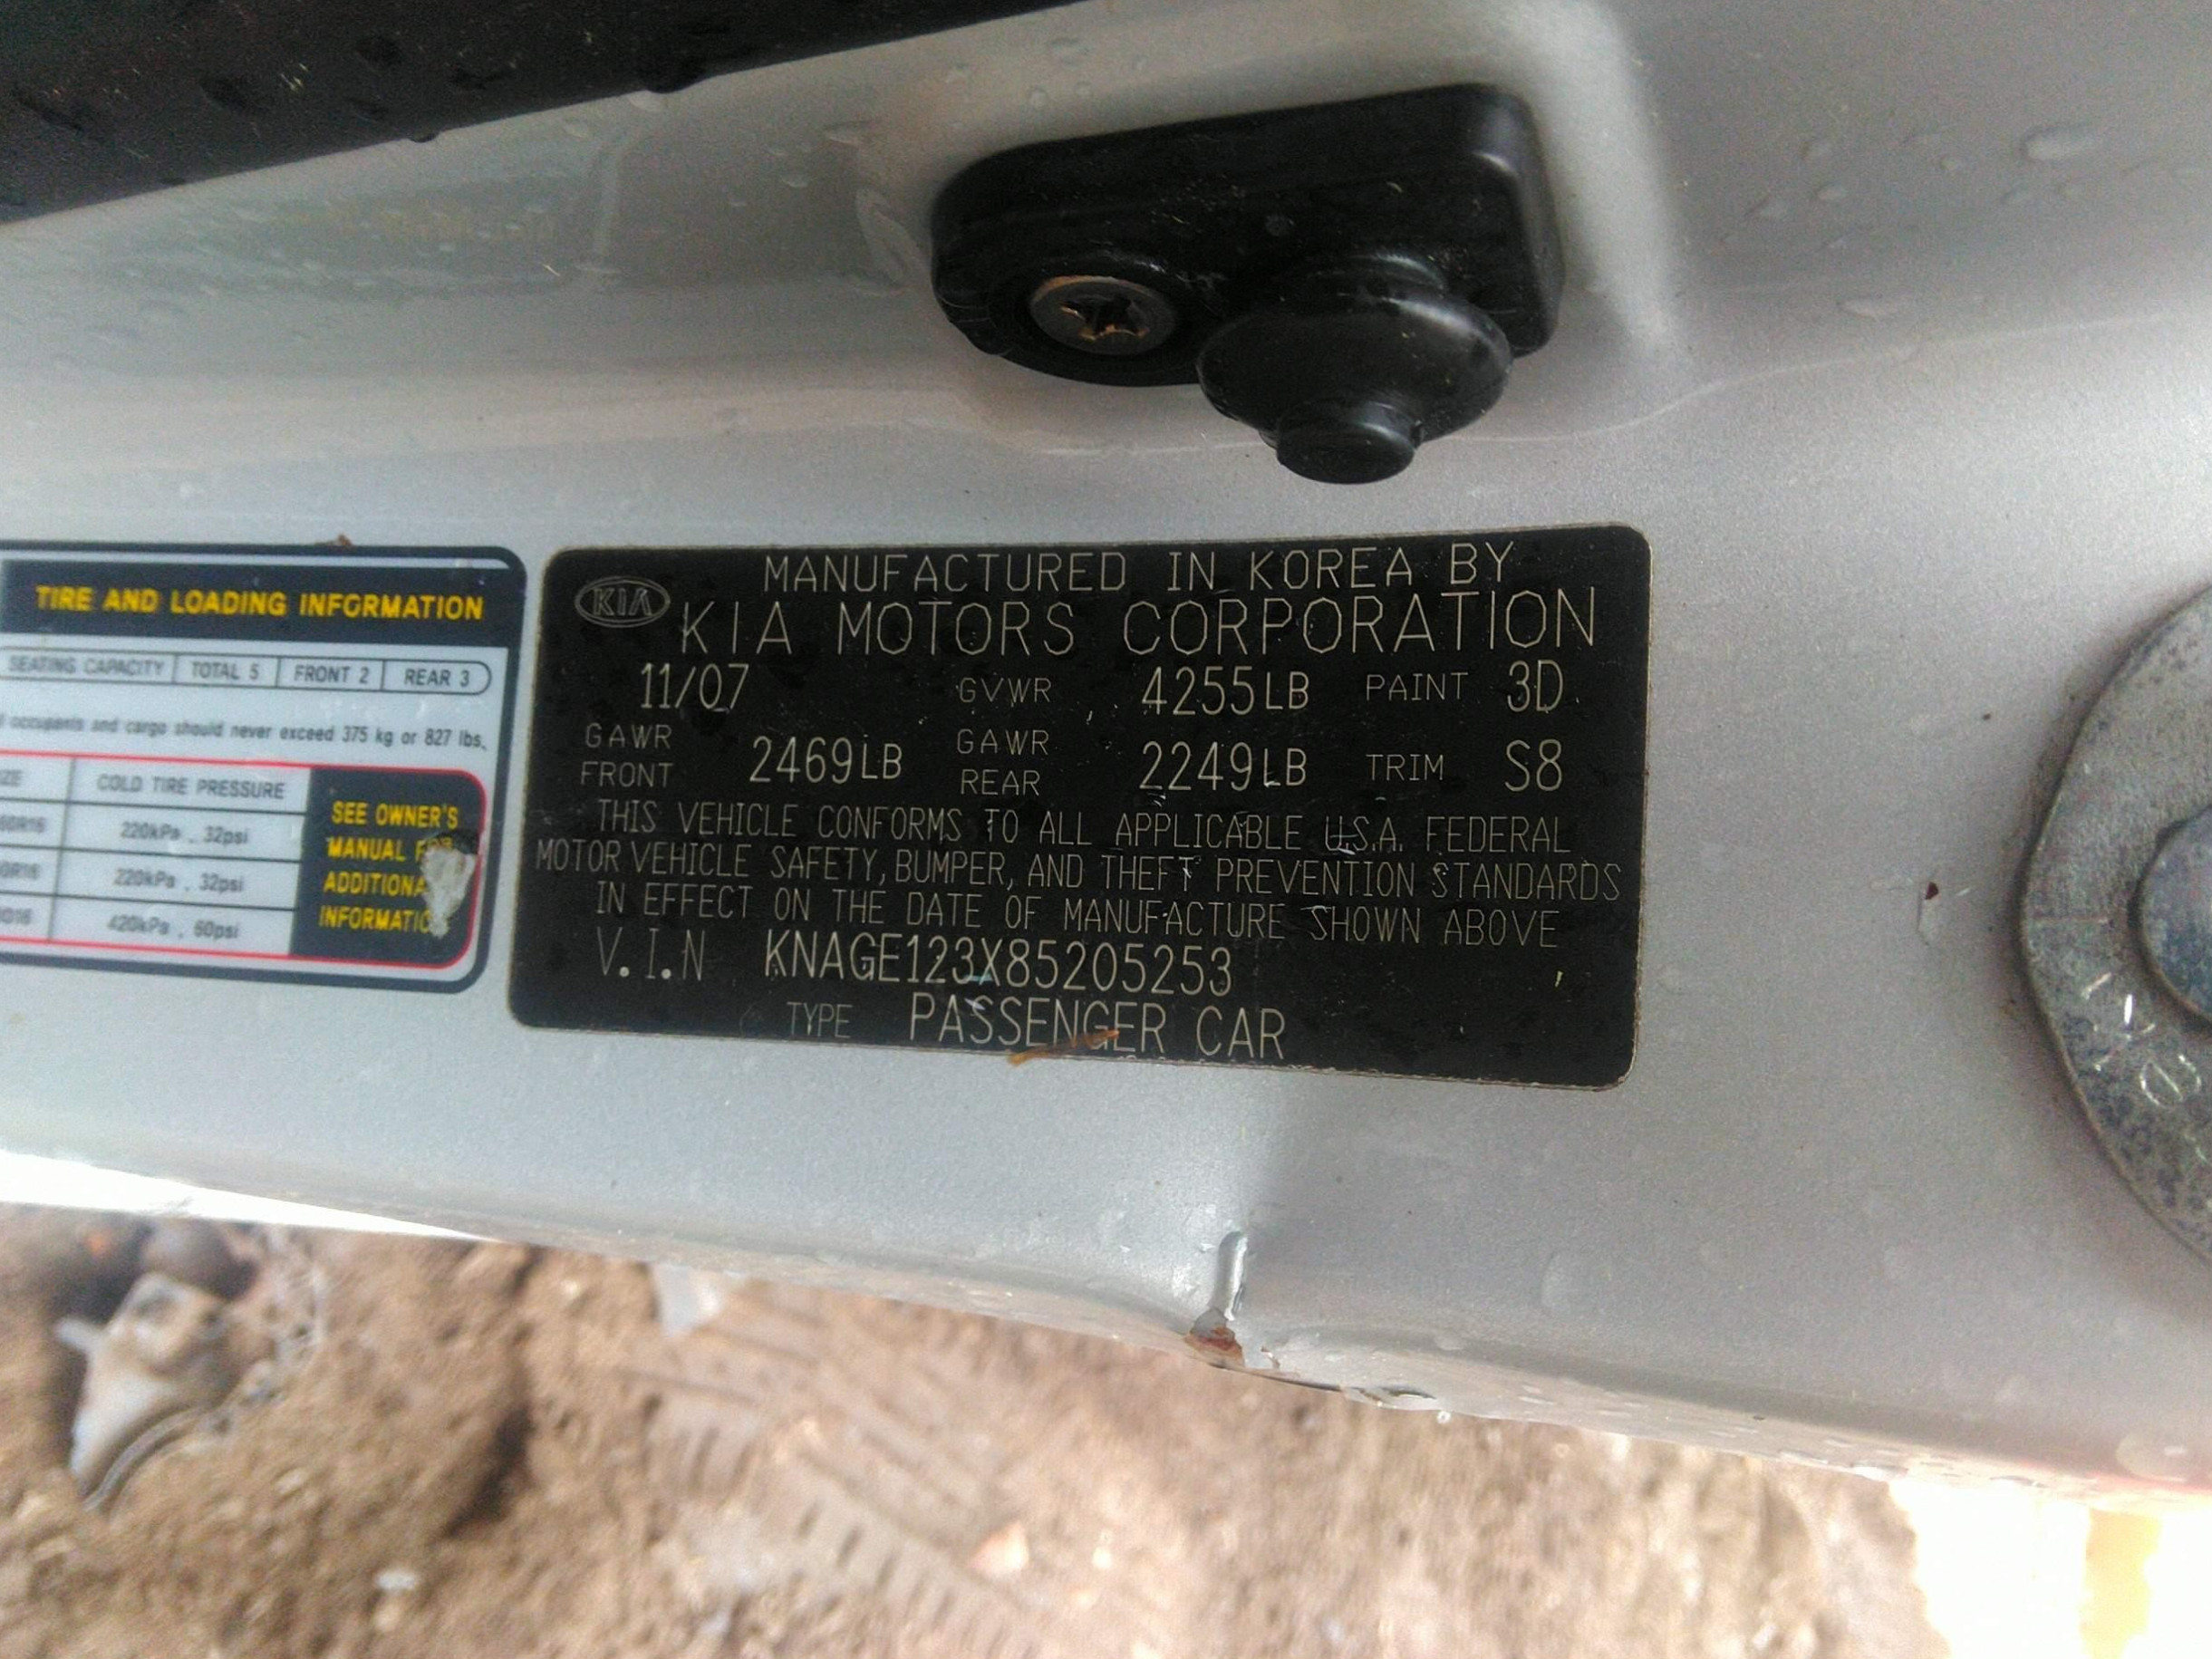 TIRE AND LOADING INFORMATION
SEATING CAPACITY TOTAL 5 FRONT 2 REAR 3
occupants and cargo should never exceed 375 kg or 827 lbs.
COLD TIRE PRESSURE
220kPa , 32psi
220kPa , 32psi
420kPa , 60psi
SEE OWNER'S
MANUAL
INFORMATION
KIA
MANUFACTURED IN KOREA BY
KIA MOTORS CORPORATION
11/07 GVWR 4255LB PAINT 3D
GAWR FRONT 2469LB GAWR REAR 2249LB TRIM S8
THIS VEHICLE CONFORMS TO ALL APPLICABLE U.S.A. FEDERAL
MOTOR VEHICLE SAFETY, BUMPER, AND THEFT PREVENTION STANDARDS
IN EFFECT ON THE DATE OF MANUFACTURE SHOWN ABOVE
V.I.N KNAGE123X85205253
TYPE PASSENGER CAR